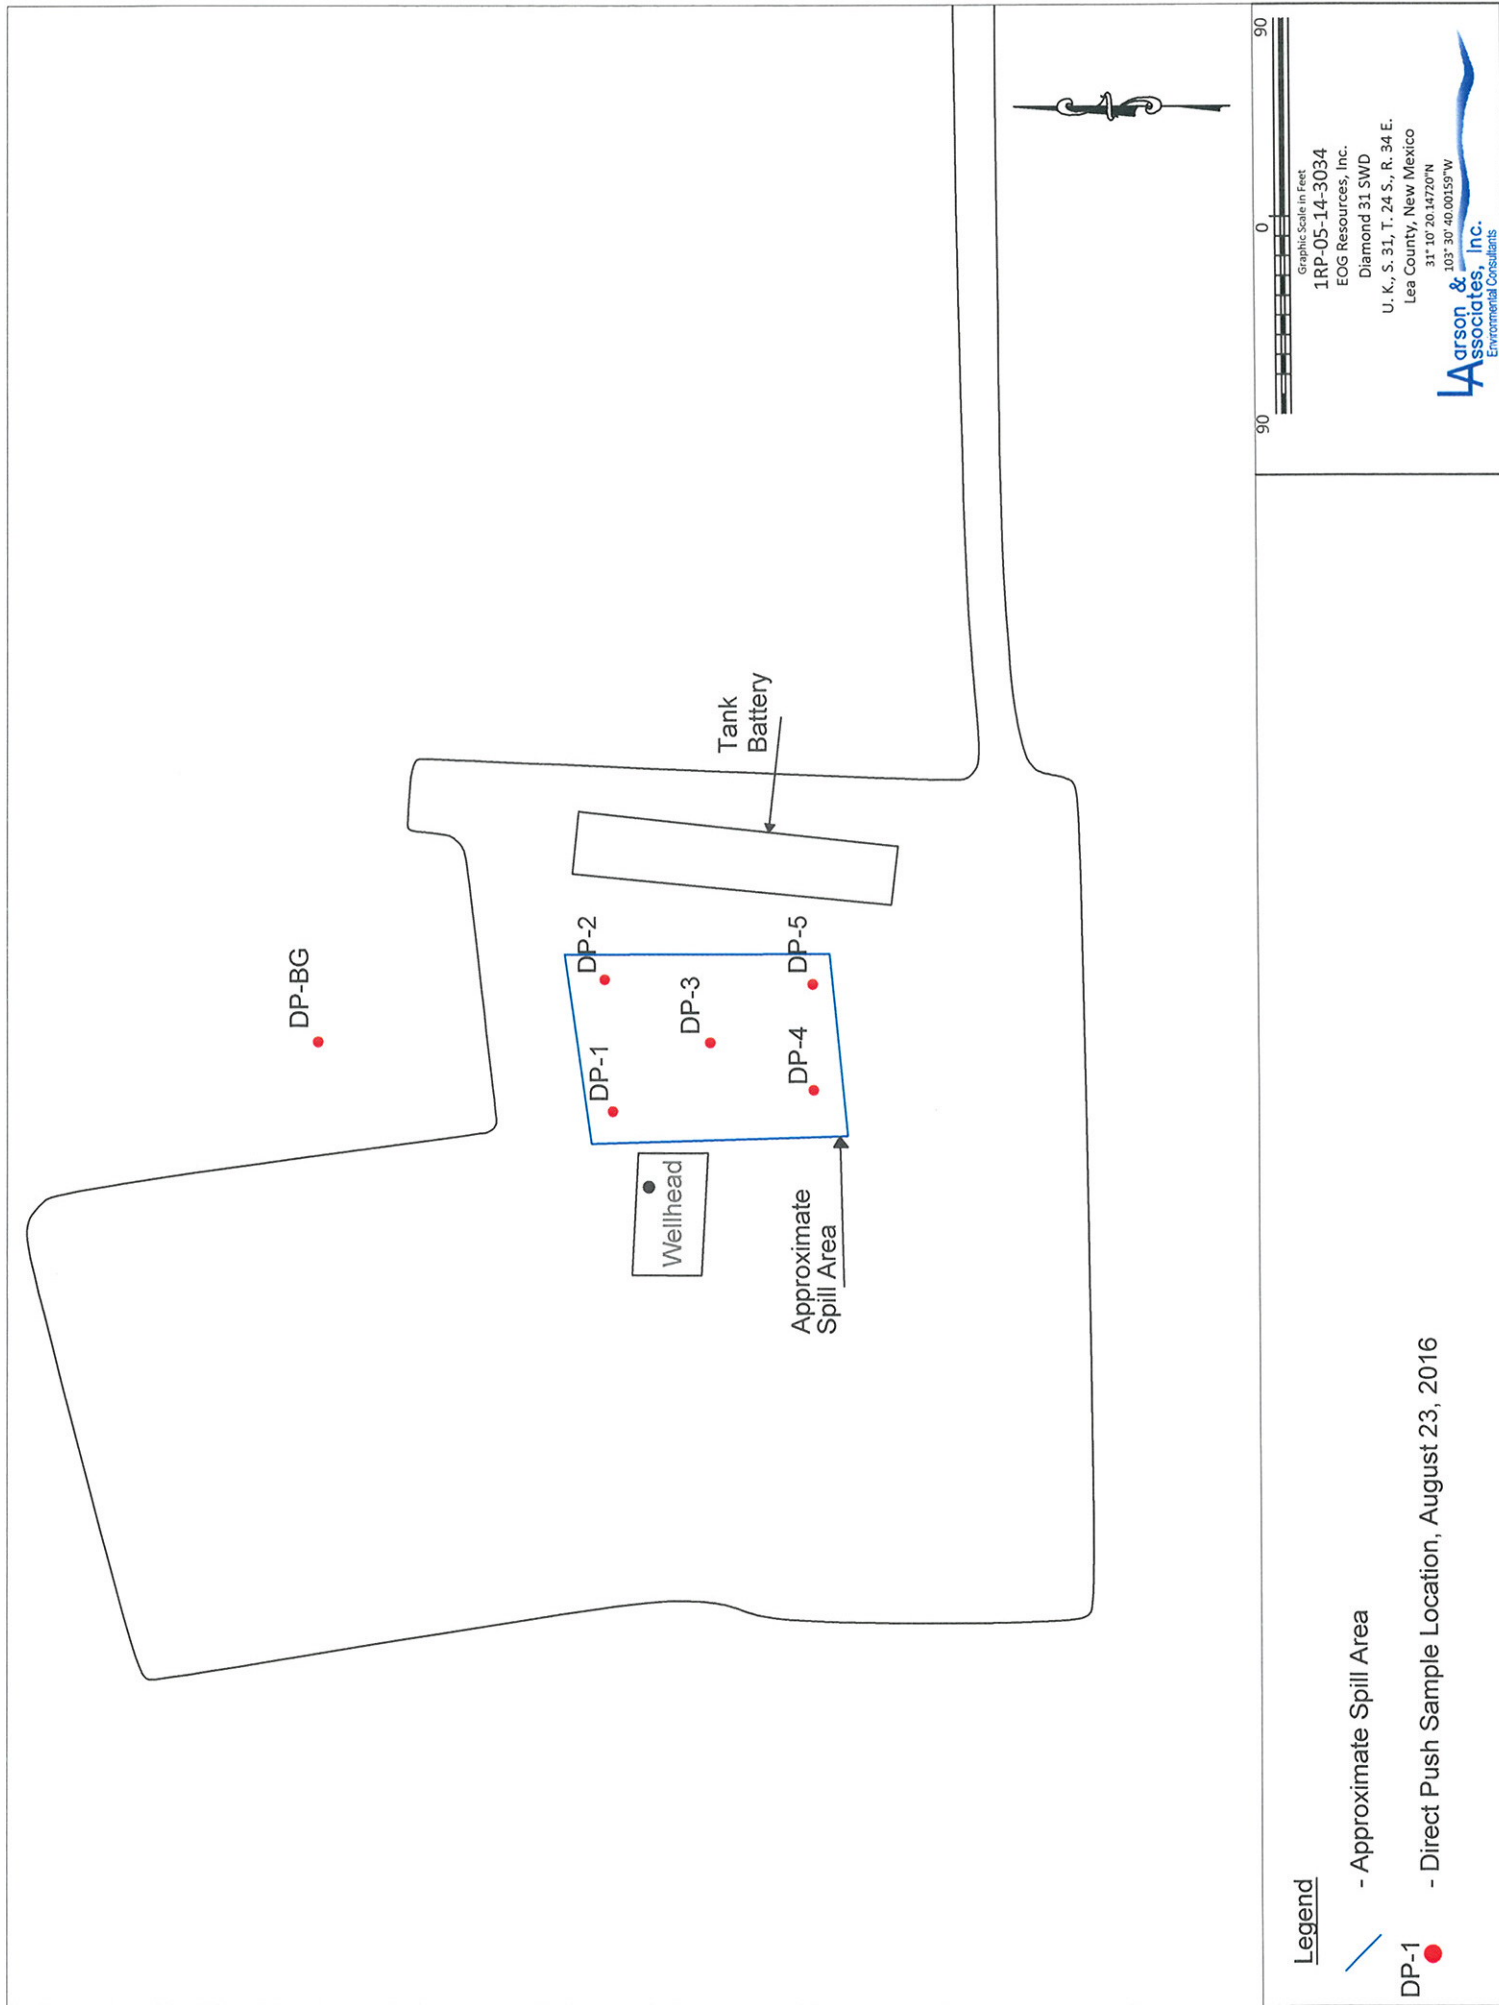 DP-BG
DP-1
DP-2
DP-3
DP-4
DP-5
Wellhead
Tank
Battery
Approximate
Spill Area
Legend
- Approximate Spill Area
DP-1
- Direct Push Sample Location, August 23, 2016
90
0
90
Graphic Scale in Feet
1RP-05-14-3034
EOG Resources, Inc.
Diamond 31 SWD
U. K., S. 31, T. 24 S., R. 34 E.
Lea County, New Mexico
31° 10' 20.14720"N
103° 30' 40.00159"W
Larson &
Associates, Inc.
Environmental Consultants